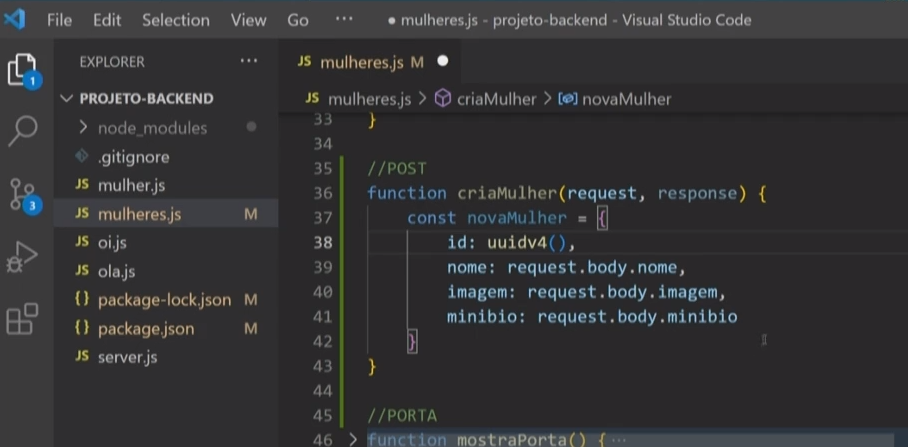 File Edit Selection View Go ··· ● mulheres.js - projeto-backend - Visual Studio Code
EXPLORER ···
PROJETO-BACKEND
node_modules
.gitignore
JS mulher.js
JS mulheres.js M
JS oi.js
JS ola.js
{} package-lock.json M
{} package.json M
JS server.js
1
3
JS mulheres.js M ●
JS mulheres.js > criaMulher > novaMulher
33 }
34
35 //POST
36 function criaMulher(request, response) {
37 const novaMulher = {
38 id: uuidv4(),
39 nome: request.body.nome,
40 imagem: request.body.imagem,
41 minibio: request.body.minibio
42 }
43 }
44
45 //PORTA
46 > function mostraPorta() { ···